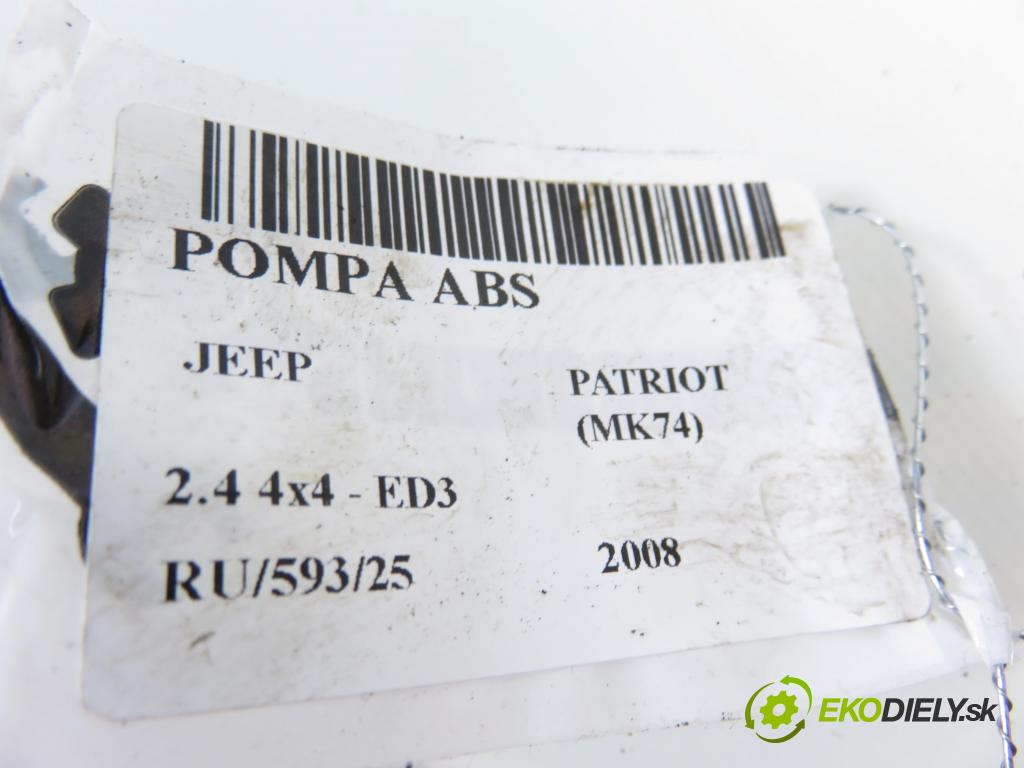 POMPA ABS
JEEP
PATRIOT
(MK74)
2.4 4x4 - ED3
RU/593/25
2008
EKODIELY.sk